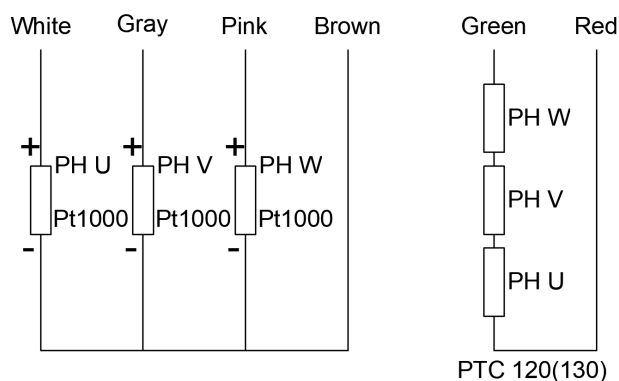 White Gray Pink Brown Green Red
PH W
+ + +
PH U PH V PH W
PH V
Pt1000 Pt1000 Pt1000
- - -
PH U
PTC 120(130)